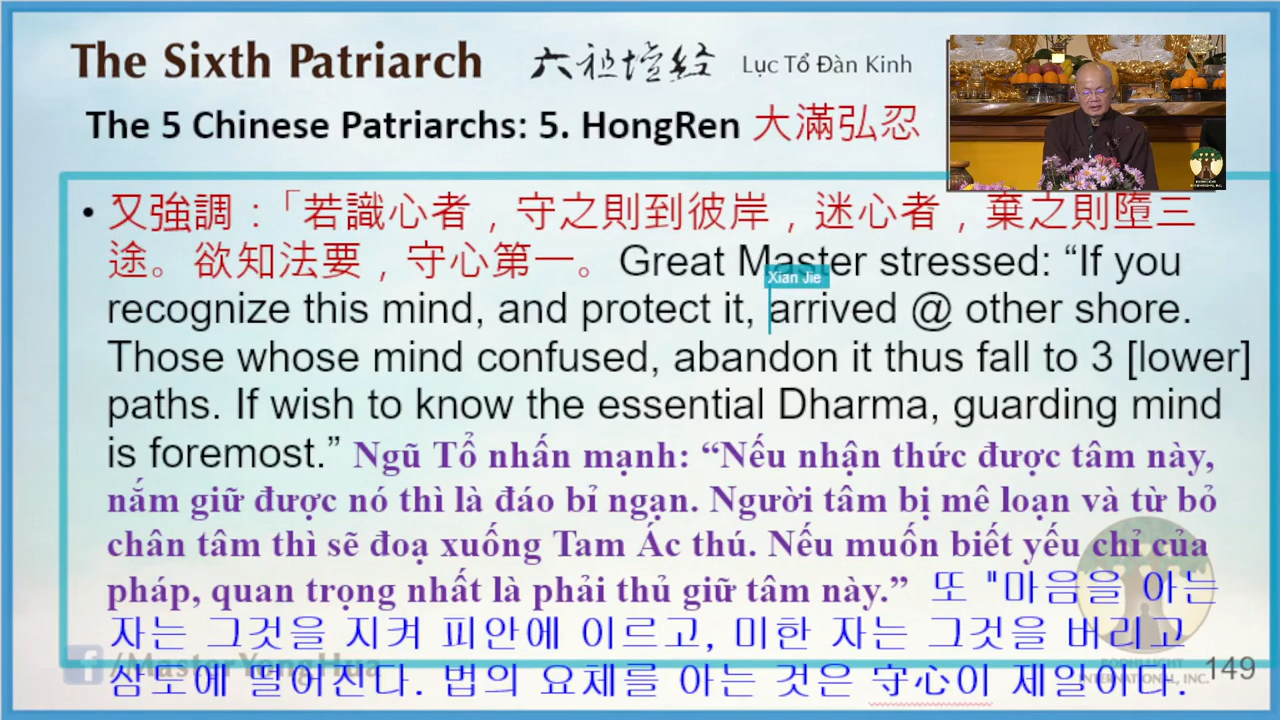 The Sixth Patriarch 六祖壇経 Lục Tổ Đàn Kinh
The 5 Chinese Patriarchs: 5. HongRen 大滿弘忍
• 又強調：「若識心者，守之則到彼岸，迷心者，棄之則墮三
途。欲知法要，守心第一。Great Master stressed: “If you
Xian Jie
recognize this mind, and protect it, arrived @ other shore.
Those whose mind confused, abandon it thus fall to 3 [lower]
paths. If wish to know the essential Dharma, guarding mind
is foremost.” Ngũ Tổ nhấn mạnh: “Nếu nhận thức được tâm này,
nắm giữ được nó thì là đáo bỉ ngạn. Người tâm bị mê loạn và từ bỏ
chân tâm thì sẽ đoạ xuống Tam Ác thú. Nếu muốn biết yếu chỉ của
pháp, quan trọng nhất là phải thủ giữ tâm này.” 또 "마음을 아는
자는 그것을 지켜 피안에 이르고, 미한 자는 그것을 버리고
/MasterYongHua
삼도에 떨어진다. 법의 요체를 아는 것은 守心이 제일이다.
INTERNATIONAL, INC.
149